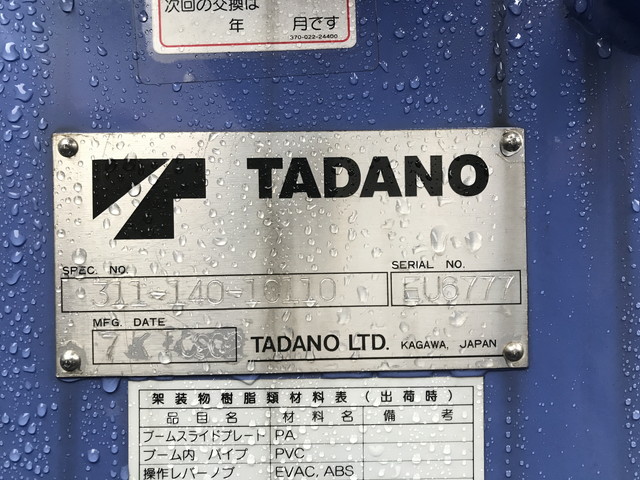 次回の交換は
年 月です
370-022-24400
TADANO
SPEC. NO. SERIAL NO.
311-140-10110 EU6777
MFG. DATE
7
TADANO LTD. KAGAWA, JAPAN
架装物樹脂類材料表(出荷時)
品目名 材料名 備考
ブームスライドプレート PA
ブーム内 パイプ PVC
操作レバーノブ EVAC, ABS